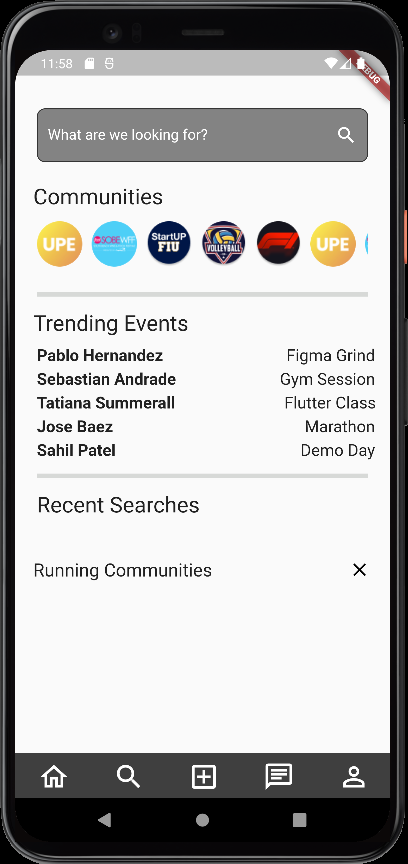 11:58
DEBUG
What are we looking for?
Communities
UPE
SOBEWFF
StartUP
FIU
VOLLEYBALL
UPE
Trending Events
Pablo Hernandez Figma Grind
Sebastian Andrade Gym Session
Tatiana Summerall Flutter Class
Jose Baez Marathon
Sahil Patel Demo Day
Recent Searches
Running Communities